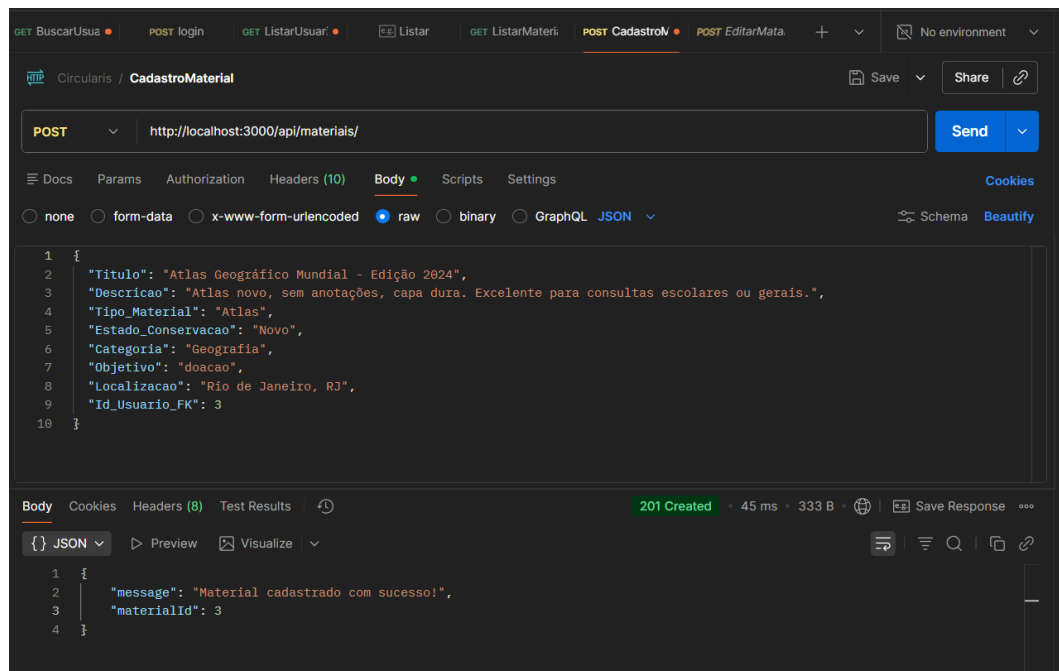 GET BuscarUsua POST login GET ListarUsuari e.g. Listar GET ListarMateri POST CadastroM POST EditarMata No environment
HTTP Circularis / CadastroMaterial Save Share
POST http://localhost:3000/api/materiais/ Send
Docs Params Authorization Headers (10) Body Scripts Settings Cookies
none form-data x-www-form-urlencoded raw binary GraphQL JSON Schema Beautify
1 {
2 "Titulo": "Atlas Geográfico Mundial - Edição 2024",
3 "Descricao": "Atlas novo, sem anotações, capa dura. Excelente para consultas escolares ou gerais.",
4 "Tipo_Material": "Atlas",
5 "Estado_Conservacao": "Novo",
6 "Categoria": "Geografia",
7 "Objetivo": "doacao",
8 "Localizacao": "Rio de Janeiro, RJ",
9 "Id_Usuario_FK": 3
10 }
Body Cookies Headers (8) Test Results 201 Created • 45 ms • 333 B e.g. Save Response
{} JSON Preview Visualize
1 {
2 "message": "Material cadastrado com sucesso!",
3 "materialId": 3
4 }